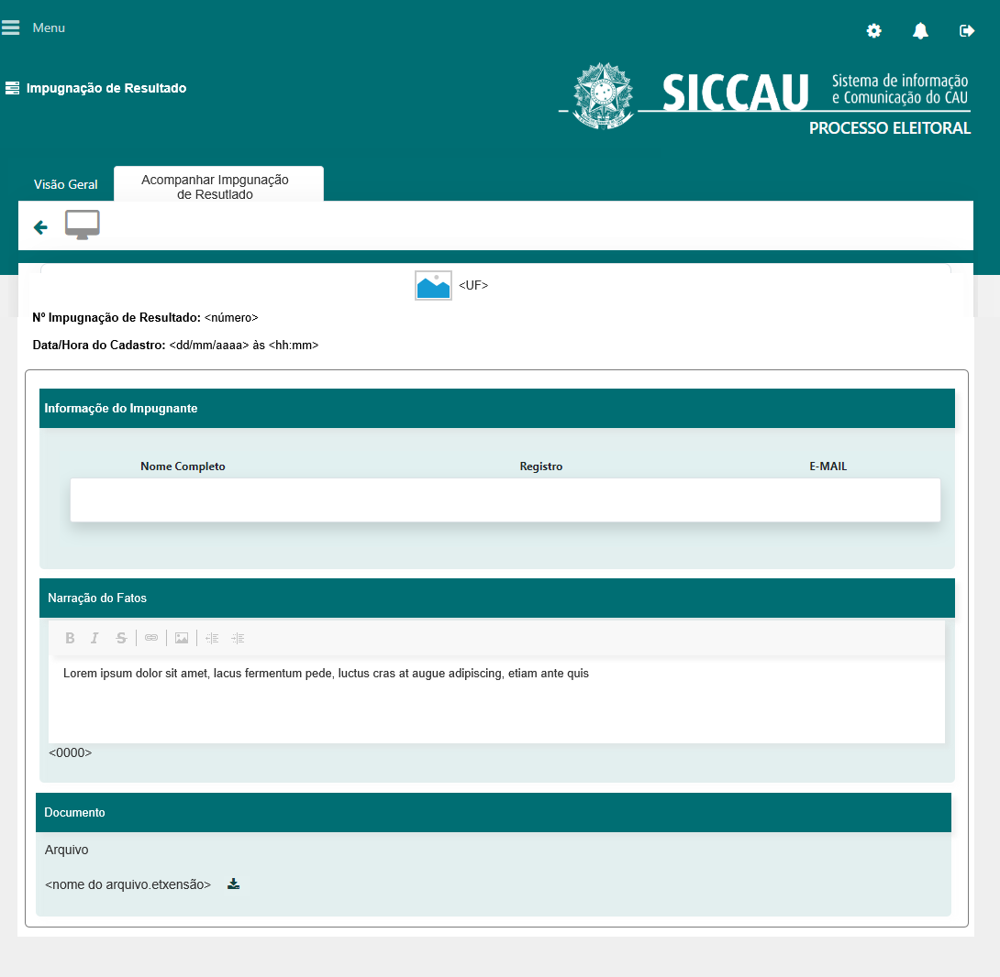 Menu
Impugnação de Resultado
SICCAU
Sistema de informação
e Comunicação do CAU
PROCESSO ELEITORAL
Visão Geral
Acompanhar Impgunação
de Resutlado
<UF>
Nº Impugnação de Resultado: <número>
Data/Hora do Cadastro: <dd/mm/aaaa> às <hh:mm>
Informaçõe do Impugnante
Nome Completo Registro E-MAIL
Narração do Fatos
B I S
Lorem ipsum dolor sit amet, lacus fermentum pede, luctus cras at augue adipiscing, etiam ante quis
<0000>
Documento
Arquivo
<nome do arquivo.etxensão>